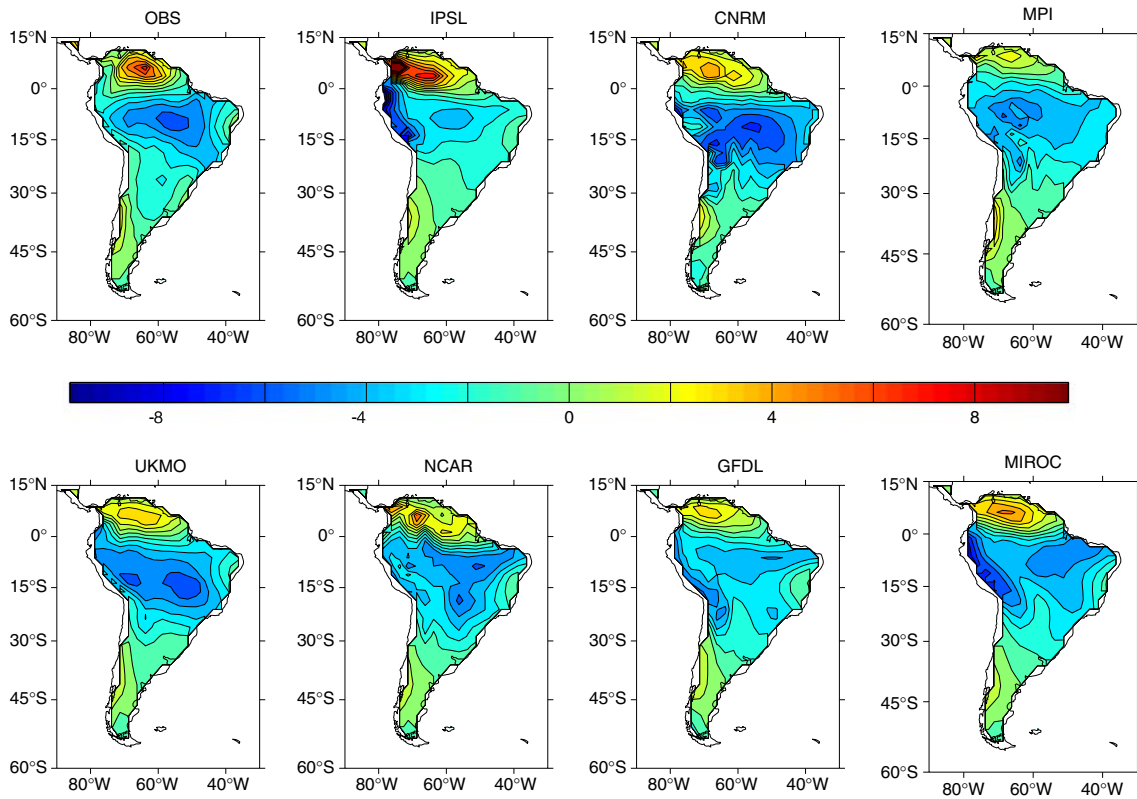 OBS IPSL CNRM MPI
15°N 15°N 15°N 15°N
0° 0° 0° 0°
15°S 15°S 15°S 15°S
30°S 30°S 30°S 30°S
45°S 45°S 45°S 45°S
60°S 60°S 60°S 60°S
80°W 60°W 40°W 80°W 60°W 40°W 80°W 60°W 40°W 80°W 60°W 40°W
-8 -4 0 4 8
UKMO NCAR GFDL MIROC
15°N 15°N 15°N 15°N
0° 0° 0° 0°
15°S 15°S 15°S 15°S
30°S 30°S 30°S 30°S
45°S 45°S 45°S 45°S
60°S 60°S 60°S 60°S
80°W 60°W 40°W 80°W 60°W 40°W 80°W 60°W 40°W 80°W 60°W 40°W